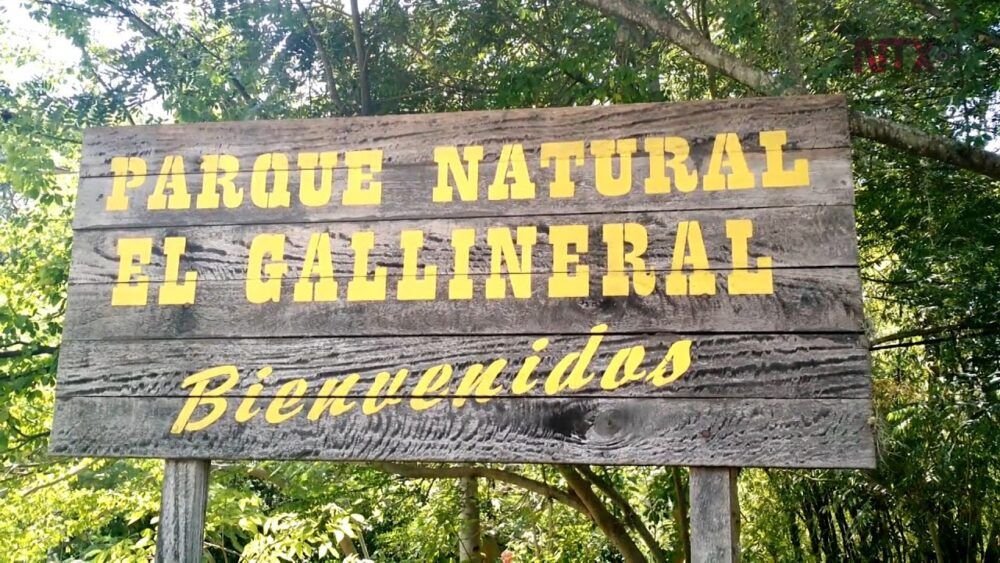 NTX
PARQUE NATURAL
EL GALLINERAL
Bienvenidos